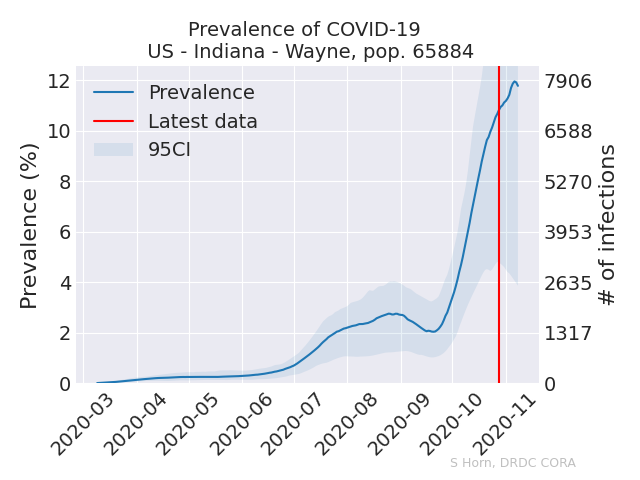 Prevalence of COVID-19
US - Indiana - Wayne, pop. 65884
Prevalence
Latest data
95CI
Prevalence (%)
12
10
8
6
4
2
0
7906
6588
5270
3953
2635
1317
0
# of infections
2020-03
2020-04
2020-05
2020-06
2020-07
2020-08
2020-09
2020-10
2020-11
S Horn, DRDC CORA